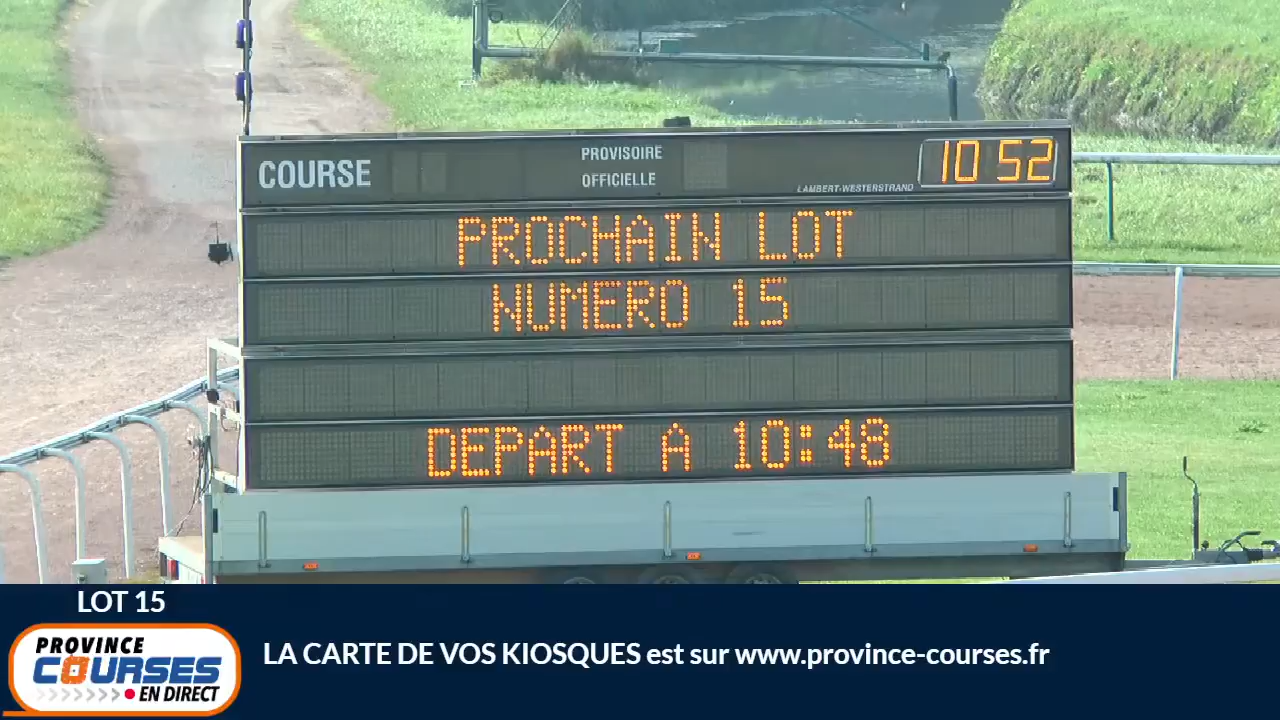 COURSE
PROVISOIRE
OFFICIELLE
LAMBERT-WESTERSTRAND
10 52
PROCHAIN LOT
NUMERO 15
DEPART A 10:48
LOT 15
PROVINCE
COURSES
EN DIRECT
LA CARTE DE VOS KIOSQUES est sur www.province-courses.fr